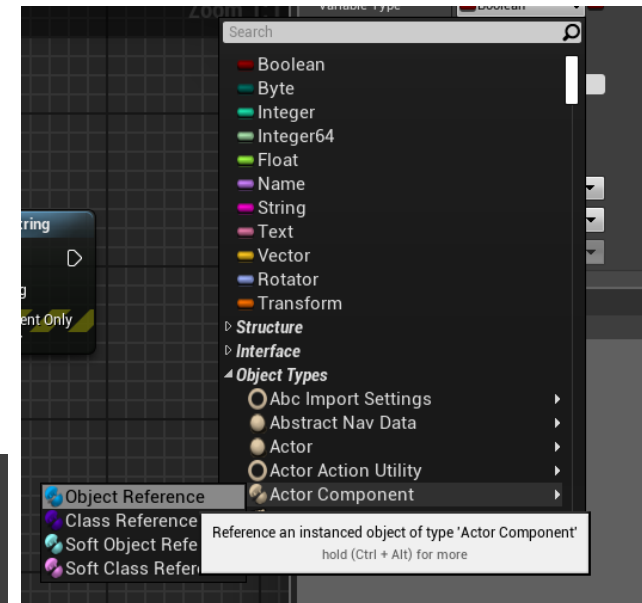 Zoom 1:1
Variable Type
Boolean
Search
Boolean
Byte
Integer
Integer64
Float
Name
String
Text
Vector
Rotator
Transform
Structure
Interface
Object Types
Abc Import Settings
Abstract Nav Data
Actor
Actor Action Utility
Actor Component
tring
g
ent Only
Object Reference
Class Reference
Soft Object Refe
Soft Class Refer
Reference an instanced object of type 'Actor Component'
hold (Ctrl + Alt) for more